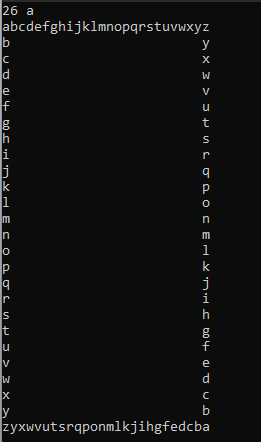 26 a
abcdefghijklmnopqrstuvwxyz
b                        y
c                        x
d                        w
e                        v
f                        u
g                        t
h                        s
i                        r
j                        q
k                        p
l                        o
m                        n
n                        m
o                        l
p                        k
q                        j
r                        i
s                        h
t                        g
u                        f
v                        e
w                        d
x                        c
y                        b
zyxwvutsrqponmlkjihgfedcba